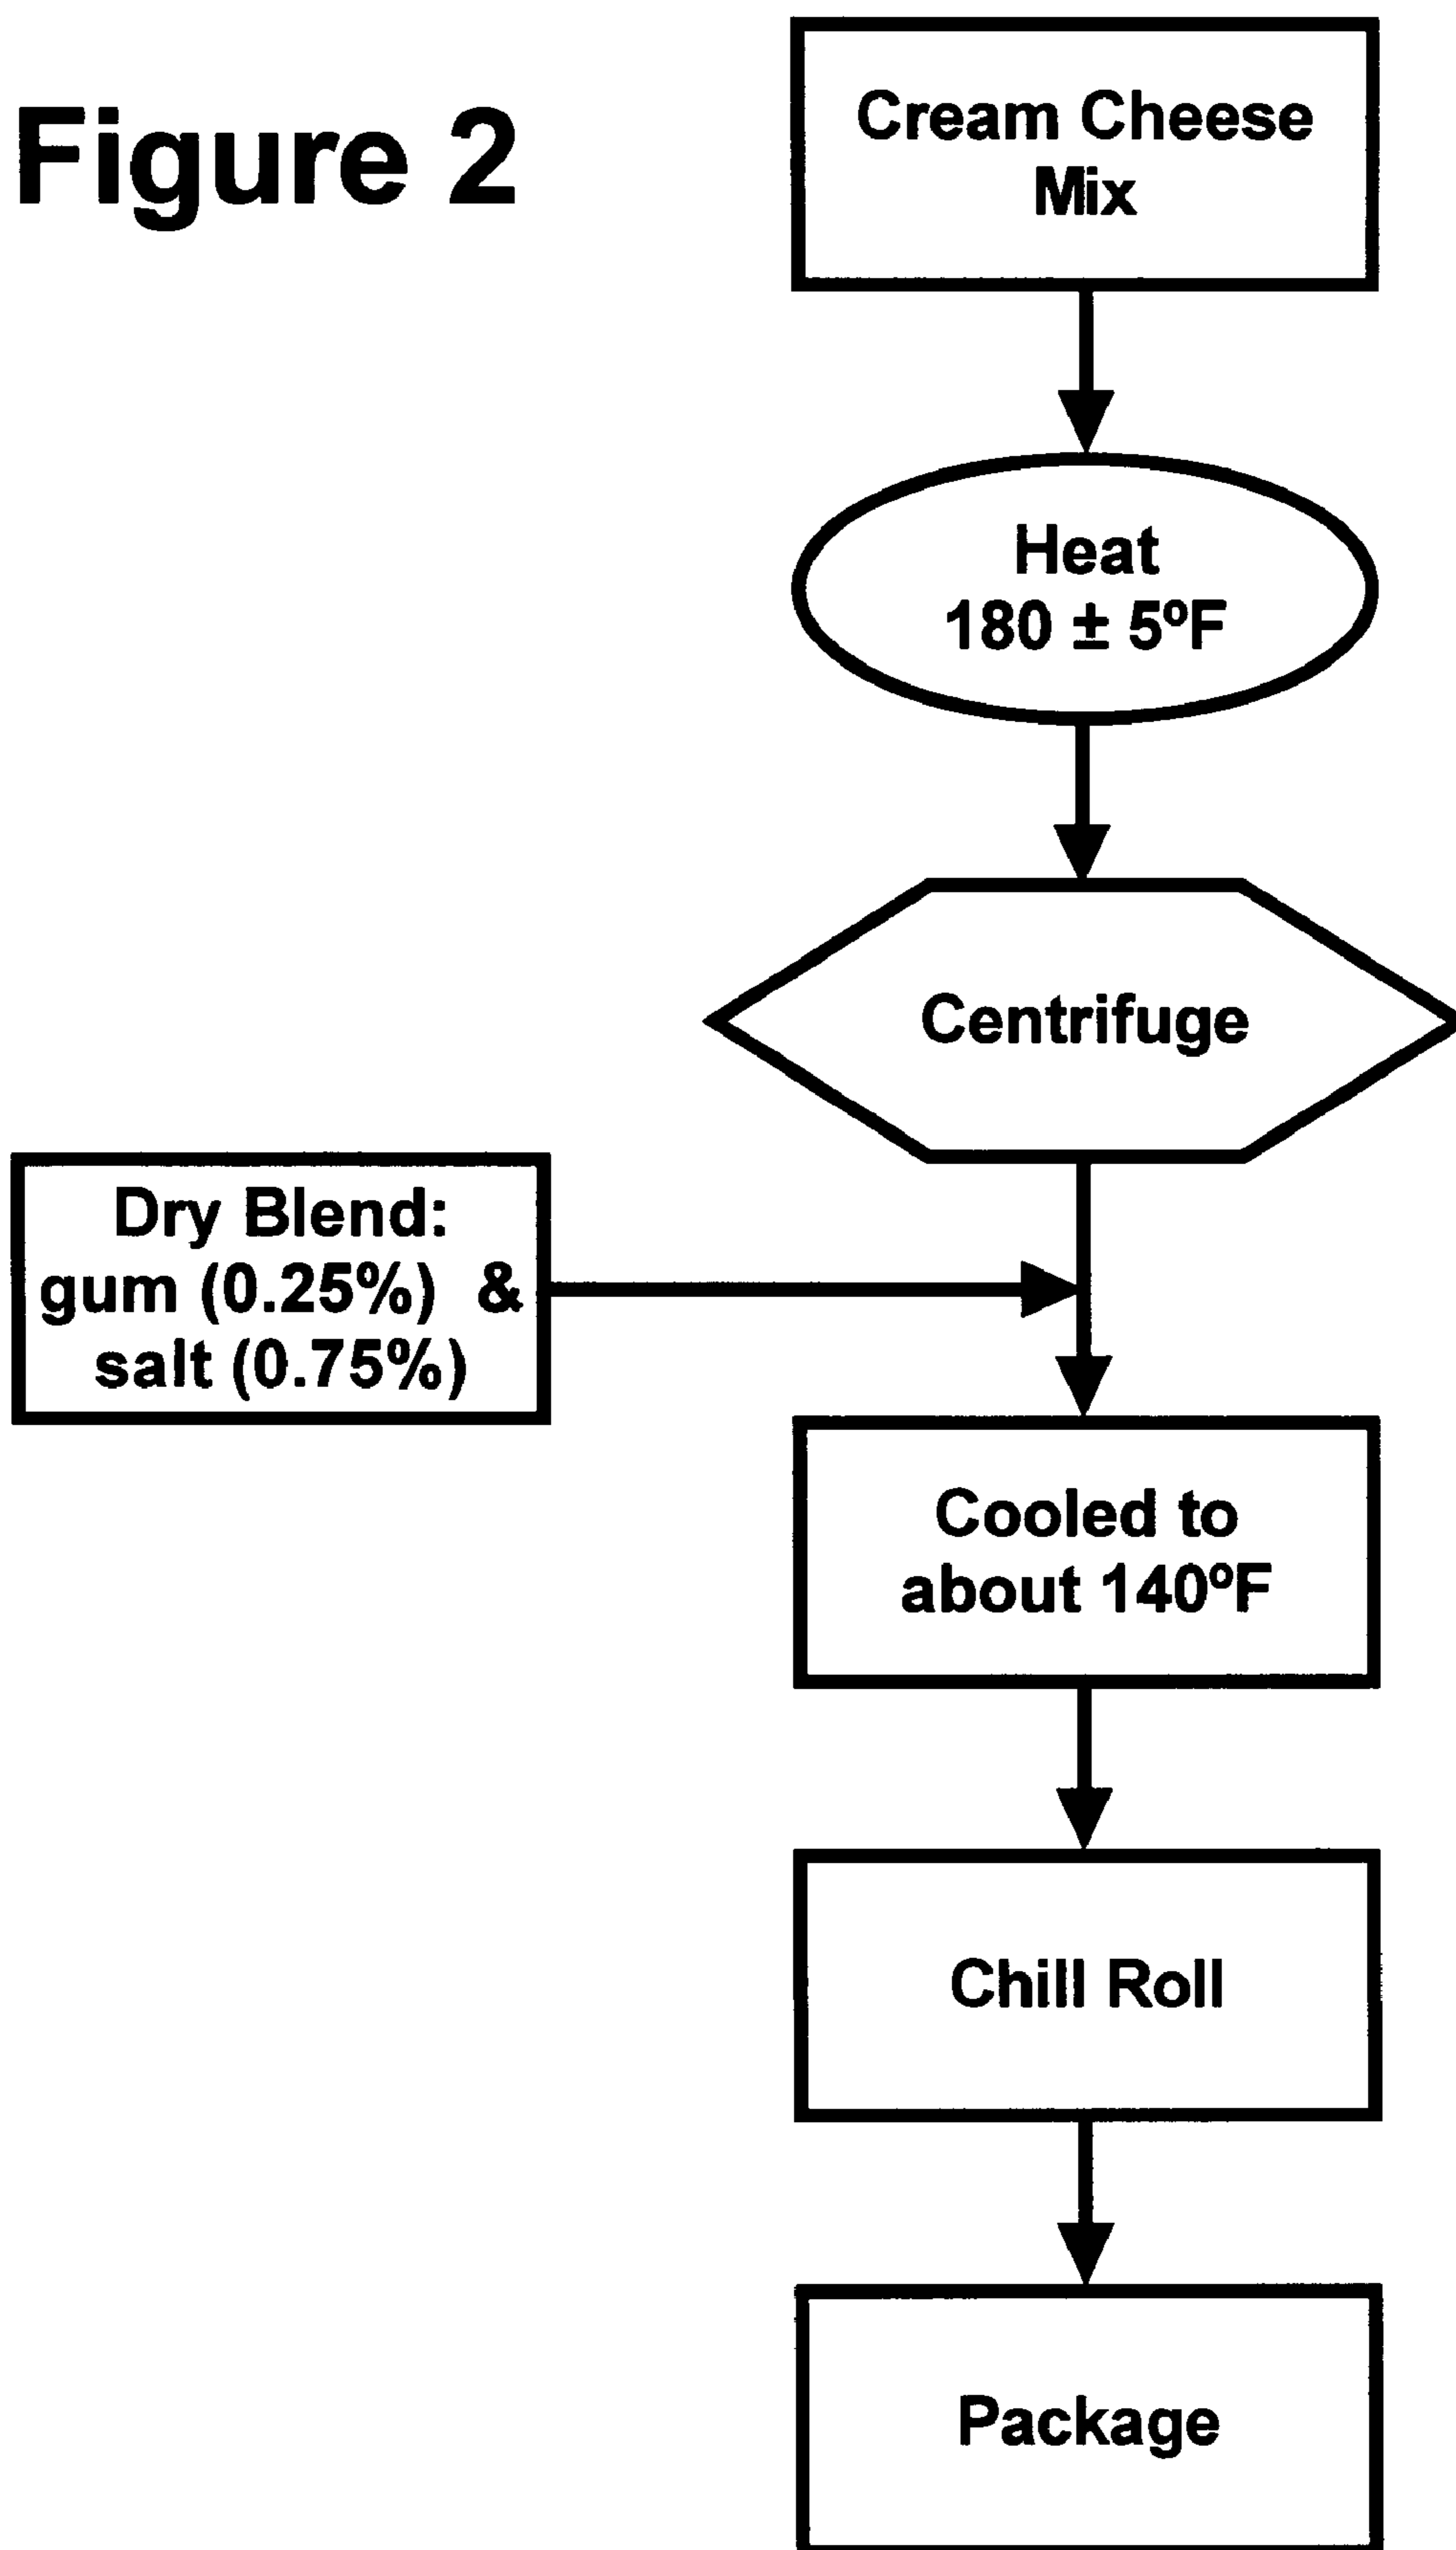 Figure 2
Cream Cheese
Mix
Heat
180 ± 5ºF
Centrifuge
Dry Blend:
gum (0.25%) &
salt (0.75%)
Cooled to
about 140ºF
Chill Roll
Package